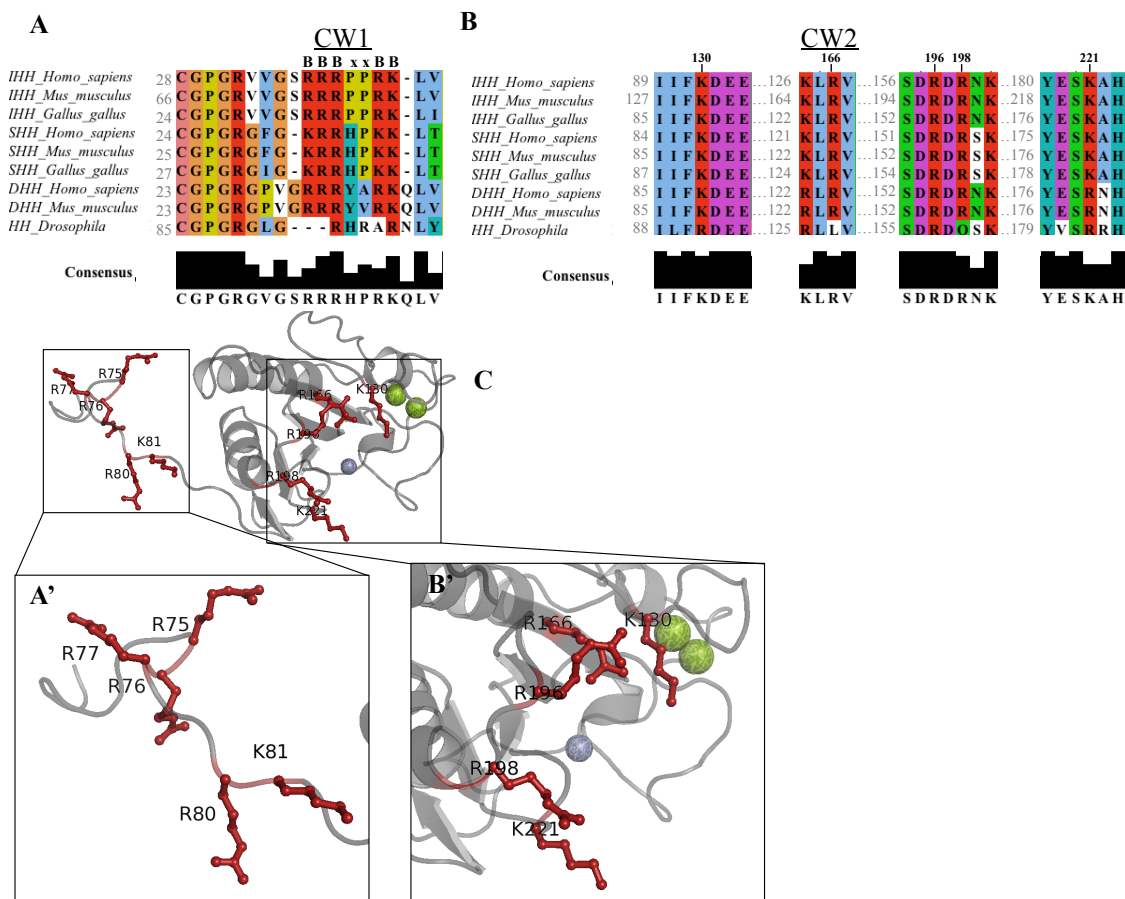 A
CW1
B B B x x B B
IHH_Homo_sapiens 28 C G P G R V V G S R R R P P R K - L V
IHH_Mus_musculus 66 C G P G R V V G S R R R P P R K - L V
IHH_Gallus_gallus 24 C G P G R V V G S R R R P P R K - L I
SHH_Homo_sapiens 24 C G P G R G F G - K R R H P K K - L T
SHH_Mus_musculus 25 C G P G R G F G - K R R H P K K - L T
SHH_Gallus_gallus 27 C G P G R G I G - K R R H P K K - L T
DHH_Homo_sapiens 23 C G P G R G P V G R R R Y A R K Q L V
DHH_Mus_musculus 23 C G P G R G P V G R R R Y V R K Q L V
HH_Drosophila 85 C G P G R G L G - - - R H R A R N L Y
Consensus
C G P G R G V G S R R R H P R K Q L V
B
CW2
130 166 196 198 221
IHH_Homo_sapiens 89 I I F K D E E ...126 K L R V ...156 S D R D R N K ...180 Y E S K A H
IHH_Mus_musculus 127 I I F K D E E ...164 K L R V ...194 S D R D R N K ...218 Y E S K A H
IHH_Gallus_gallus 85 I I F K D E E ...122 K L R V ...152 S D R D R N K ...176 Y E S K A H
SHH_Homo_sapiens 84 I I F K D E E ...121 K L R V ...151 S D R D R S K ...175 Y E S K A H
SHH_Mus_musculus 85 I I F K D E E ...122 K L R V ...152 S D R D R S K ...176 Y E S K A H
SHH_Gallus_gallus 87 I I F K D E E ...124 K L R V ...154 S D R D R S K ...178 Y E S K A H
DHH_Homo_sapiens 85 I I F K D E E ...122 R L R V ...152 S D R D R N K ...176 Y E S K N H
DHH_Mus_musculus 85 I I F K D E E ...122 R L R V ...152 S D R D R N K ...176 Y E S R N H
HH_Drosophila 88 I L F K D E E ...125 R L L V ...155 S D R D Q S K ...179 Y V S R R H
Consensus
I I F K D E E K L R V S D R D R N K Y E S K A H
C
R75
R77
R76
K81
R80
R166
K130
R196
R198
K221
A'
R75
R77
R76
K81
R80
B'
R166
K130
R196
R198
K221